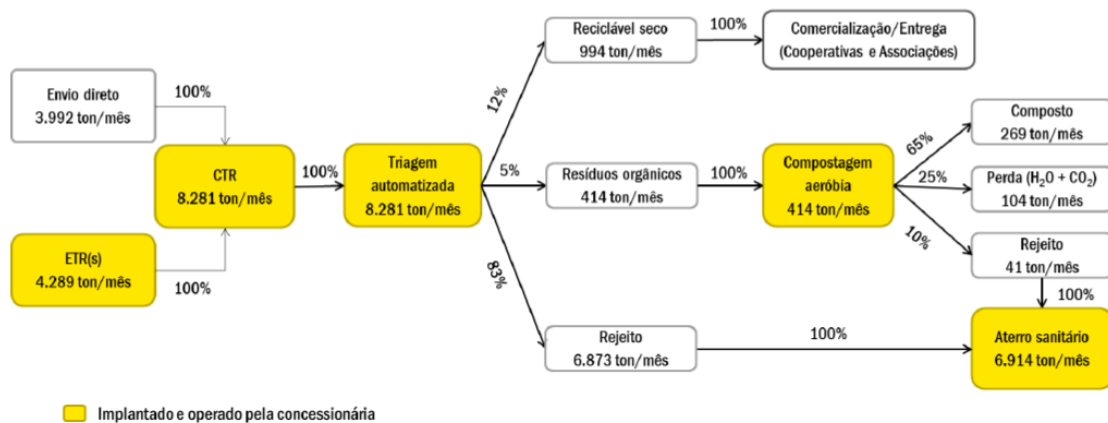 Envio direto
3.992 ton/mês
100%
ETR(s)
4.289 ton/mês
100%
CTR
8.281 ton/mês
100%
Triagem
automatizada
8.281 ton/mês
12%
Reciclável seco
994 ton/mês
100%
Comercialização/Entrega
(Cooperativas e Associações)
5%
Resíduos orgânicos
414 ton/mês
100%
Compostagem
aeróbia
414 ton/mês
65%
Composto
269 ton/mês
25%
Perda (H₂O + CO₂)
104 ton/mês
10%
Rejeito
41 ton/mês
100%
83%
Rejeito
6.873 ton/mês
100%
Aterro sanitário
6.914 ton/mês
Implantado e operado pela concessionária